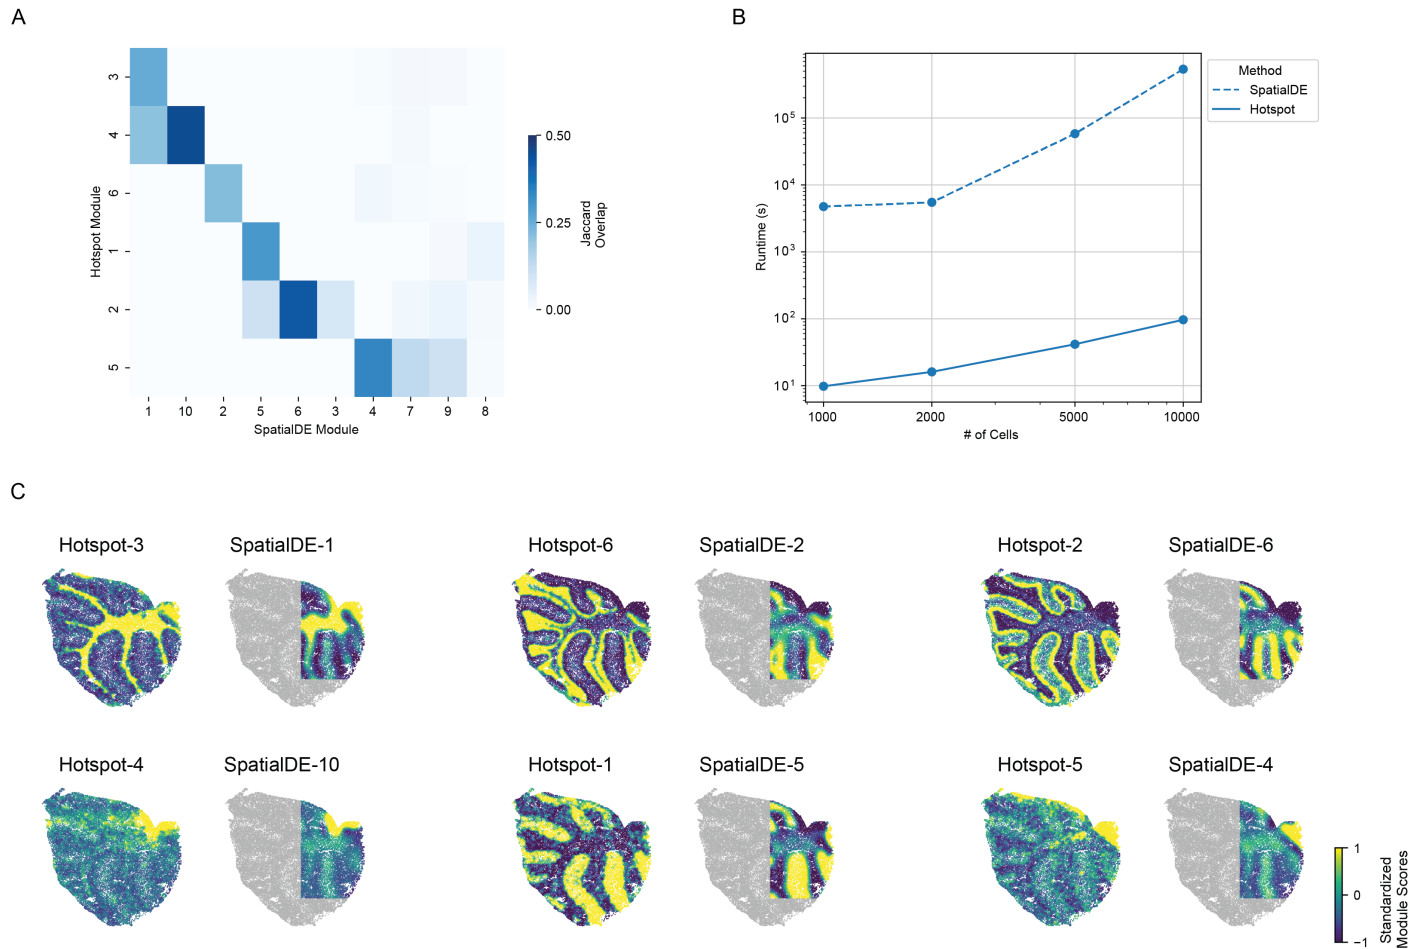 A
3
4
6
1
2
5
Hotspot Module
1 10 2 5 6 3 4 7 9 8
SpatialDE Module
0.50
0.25
0.00
Jaccard
Overlap
B
10^5
10^4
10^3
10^2
10^1
Runtime (s)
1000 2000 5000 10000
# of Cells
Method
SpatialDE
Hotspot
C
Hotspot-3 SpatialDE-1 Hotspot-6 SpatialDE-2 Hotspot-2 SpatialDE-6
Hotspot-4 SpatialDE-10 Hotspot-1 SpatialDE-5 Hotspot-5 SpatialDE-4
1
0
−1
Standardized
Module Scores